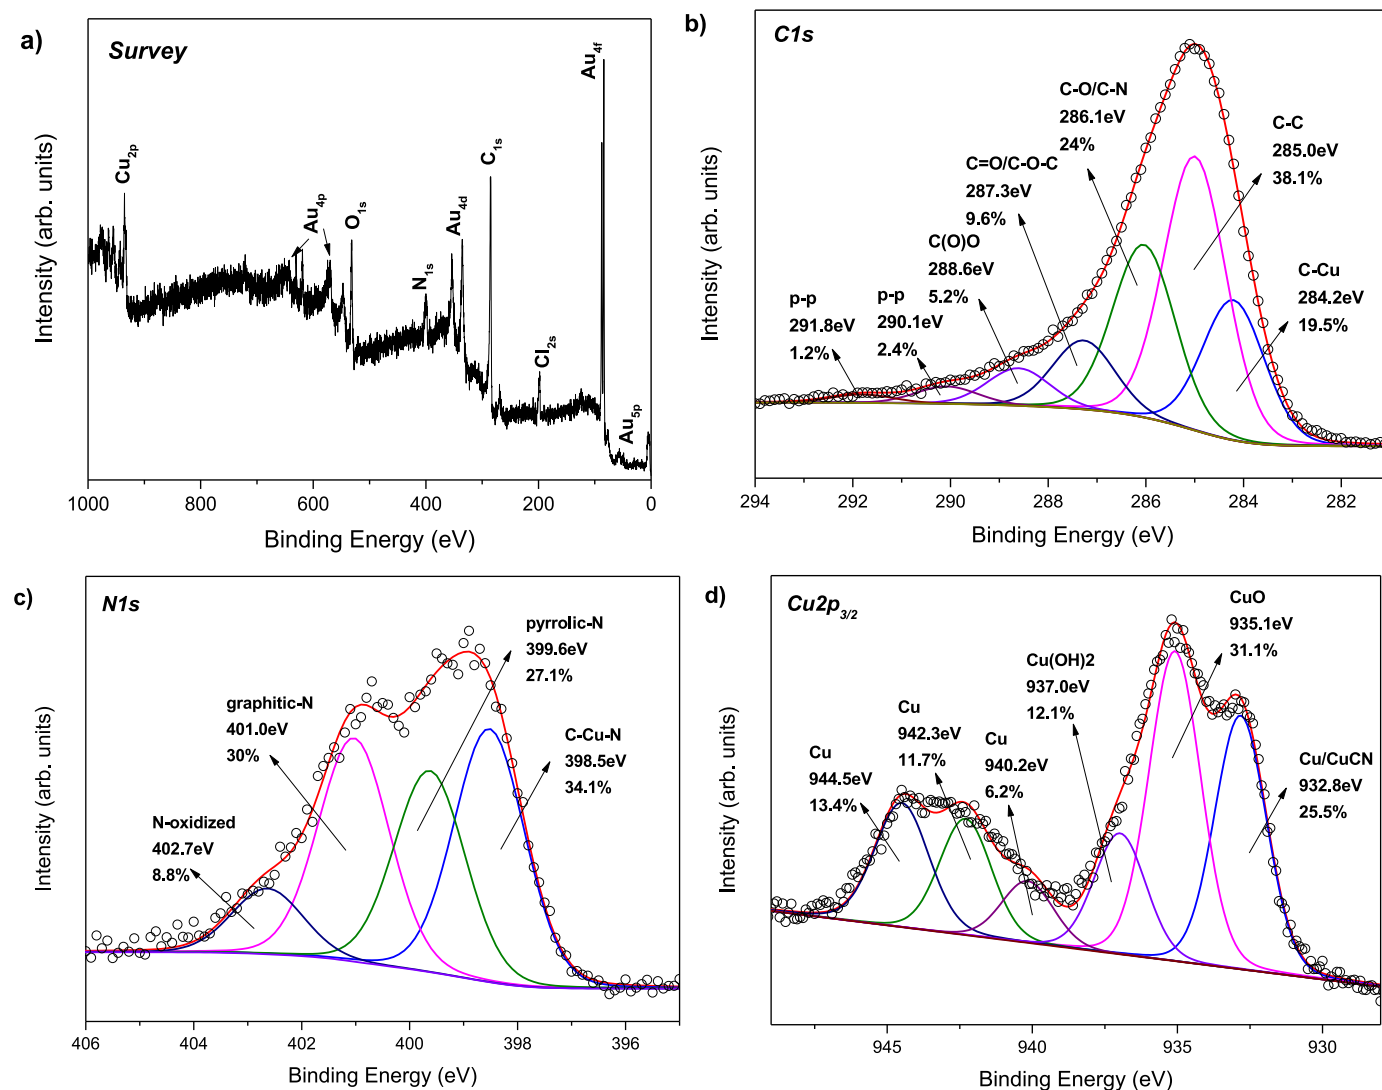 a)
Survey
Cu2p
Au4p
O1s
N1s
Au4d
C1s
Cl2s
Au4f
Au5p
Intensity (arb. units)
1000 800 600 400 200 0
Binding Energy (eV)
b)
C1s
p-p
291.8eV
1.2%
p-p
290.1eV
2.4%
C(O)O
288.6eV
5.2%
C=O/C-O-C
287.3eV
9.6%
C-O/C-N
286.1eV
24%
C-C
285.0eV
38.1%
C-Cu
284.2eV
19.5%
Intensity (arb. units)
294 292 290 288 286 284 282
Binding Energy (eV)
c)
N1s
N-oxidized
402.7eV
8.8%
graphitic-N
401.0eV
30%
pyrrolic-N
399.6eV
27.1%
C-Cu-N
398.5eV
34.1%
Intensity (arb. units)
406 404 402 400 398 396
Binding Energy (eV)
d)
Cu2p3/2
Cu
944.5eV
13.4%
Cu
942.3eV
11.7%
Cu
940.2eV
6.2%
Cu(OH)2
937.0eV
12.1%
CuO
935.1eV
31.1%
Cu/CuCN
932.8eV
25.5%
Intensity (arb. units)
945 940 935 930
Binding Energy (eV)